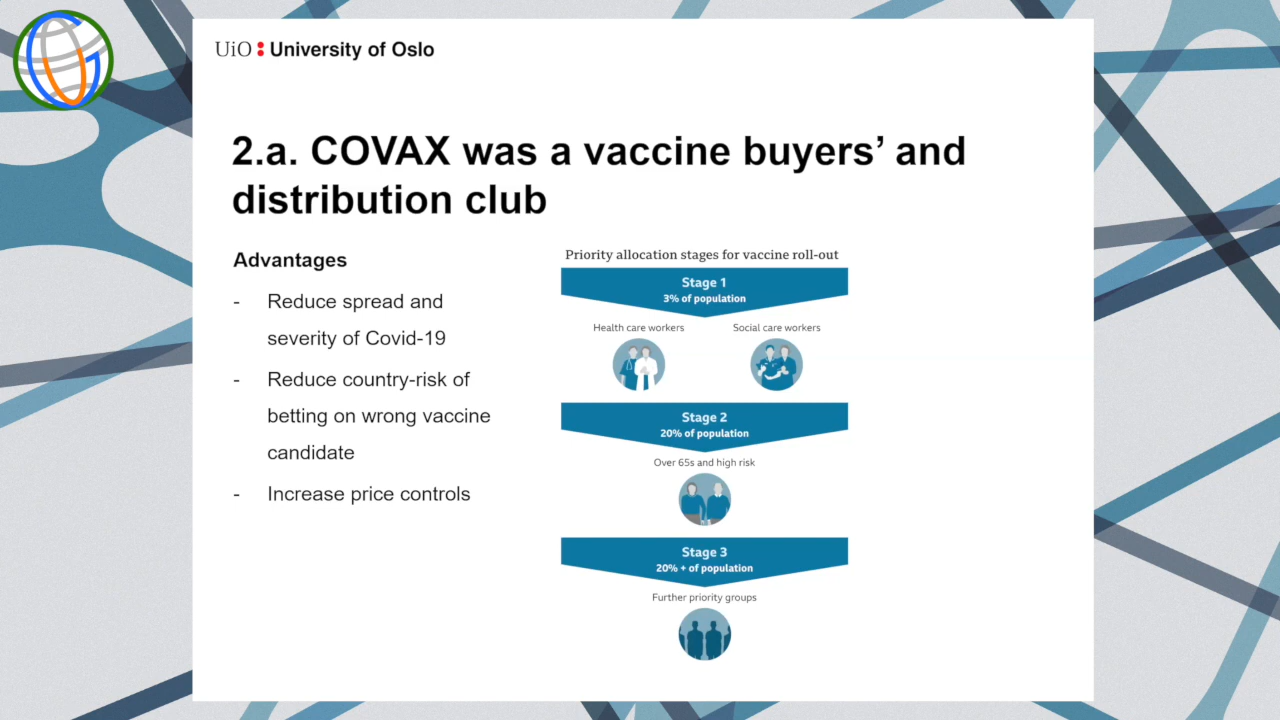 UiO : University of Oslo
2.a. COVAX was a vaccine buyers’ and
distribution club
Advantages
- Reduce spread and
severity of Covid-19
- Reduce country-risk of
betting on wrong vaccine
candidate
- Increase price controls
Priority allocation stages for vaccine roll-out
Stage 1
3% of population
Health care workers
Social care workers
Stage 2
20% of population
Over 65s and high risk
Stage 3
20% + of population
Further priority groups